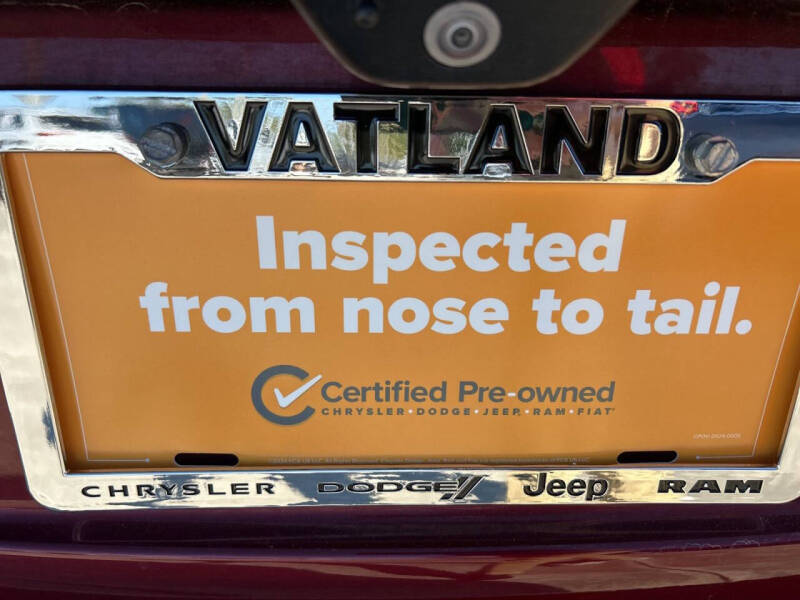 VATLAND
Inspected
from nose to tail.
Certified Pre-owned
CHRYSLER • DODGE • JEEP • RAM • FIAT
CHRYSLER DODGE// Jeep RAM